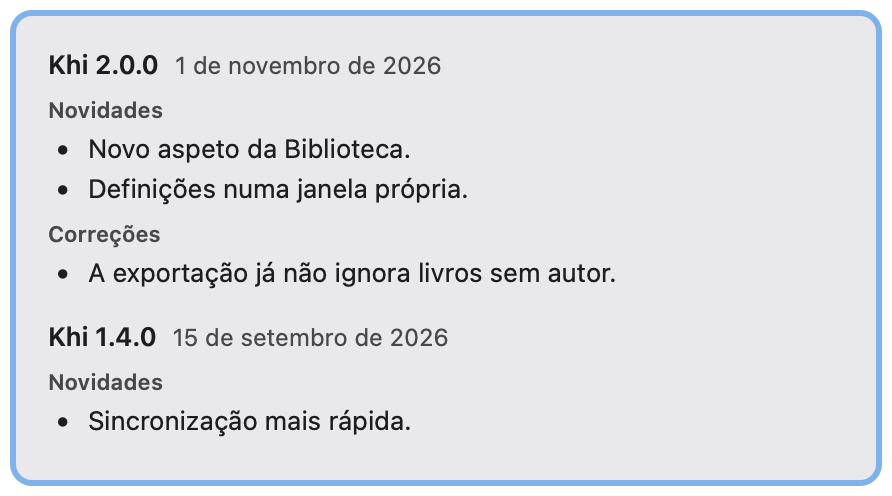 Khi 2.0.0 1 de novembro de 2026
Novidades
• Novo aspeto da Biblioteca.
• Definições numa janela própria.
Correções
• A exportação já não ignora livros sem autor.
Khi 1.4.0 15 de setembro de 2026
Novidades
• Sincronização mais rápida.